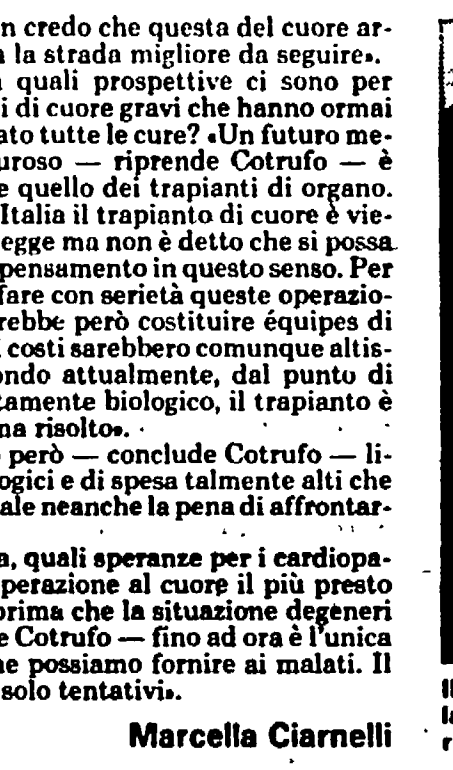 n credo che questa del cuore ar-
la strada migliore da seguire».
quali prospettive ci sono per
i di cuore gravi che hanno ormai
ato tutte le cure? «Un futuro me-
uroso — riprende Cotrufo — è
e quello dei trapianti di organo.
Italia il trapianto di cuore è vie-
egge ma non è detto che si possa
pensamento in questo senso. Per
fare con serietà queste operazio-
rebbe però costituire équipes di
costi sarebbero comunque altis-
ondo attualmente, dal punto di
tamente biologico, il trapianto è
na risolto».
però — conclude Cotrufo — li-
ogici e di spesa talmente alti che
ale neanche la pena di affrontar-
a, quali speranze per i cardiopa-
perazione al cuore il più presto
prima che la situazione degeneri
e Cotrufo — fino ad ora è l'unica
ne possiamo fornire ai malati. Il
solo tentativi».
Marcella Ciarnelli
Il
la
r